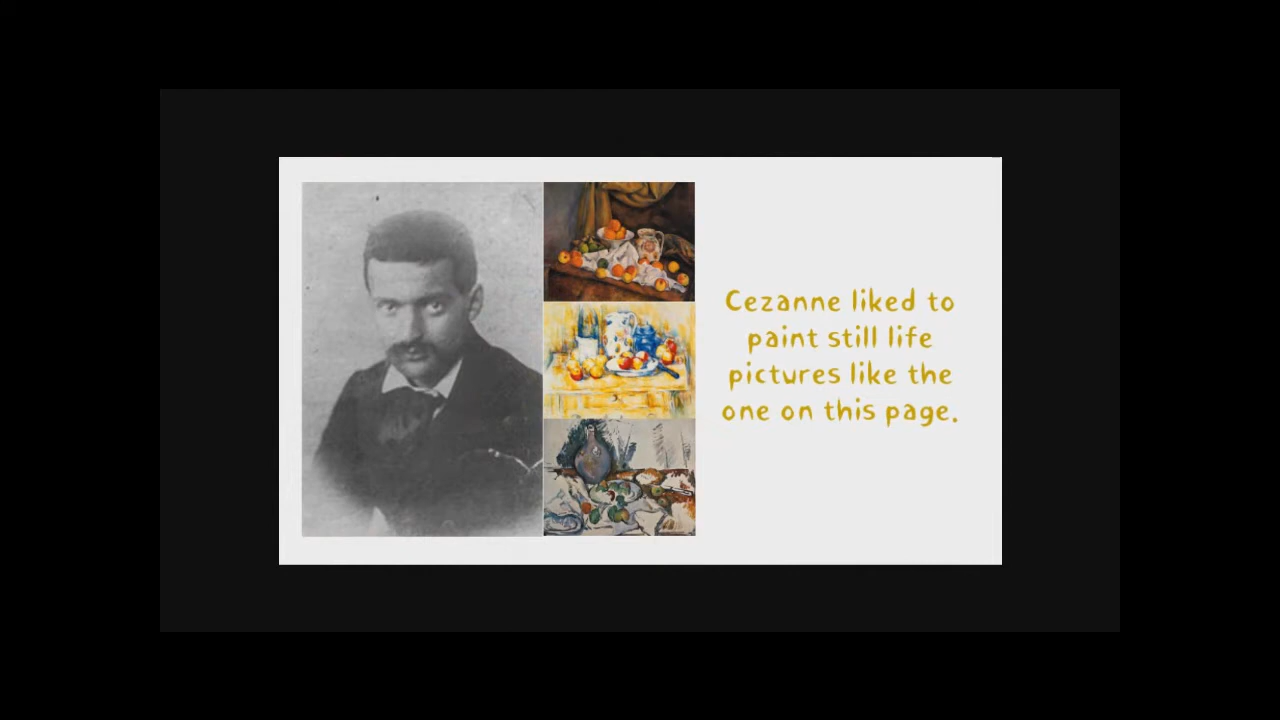 Cezanne liked to
paint still life
pictures like the
one on this page.